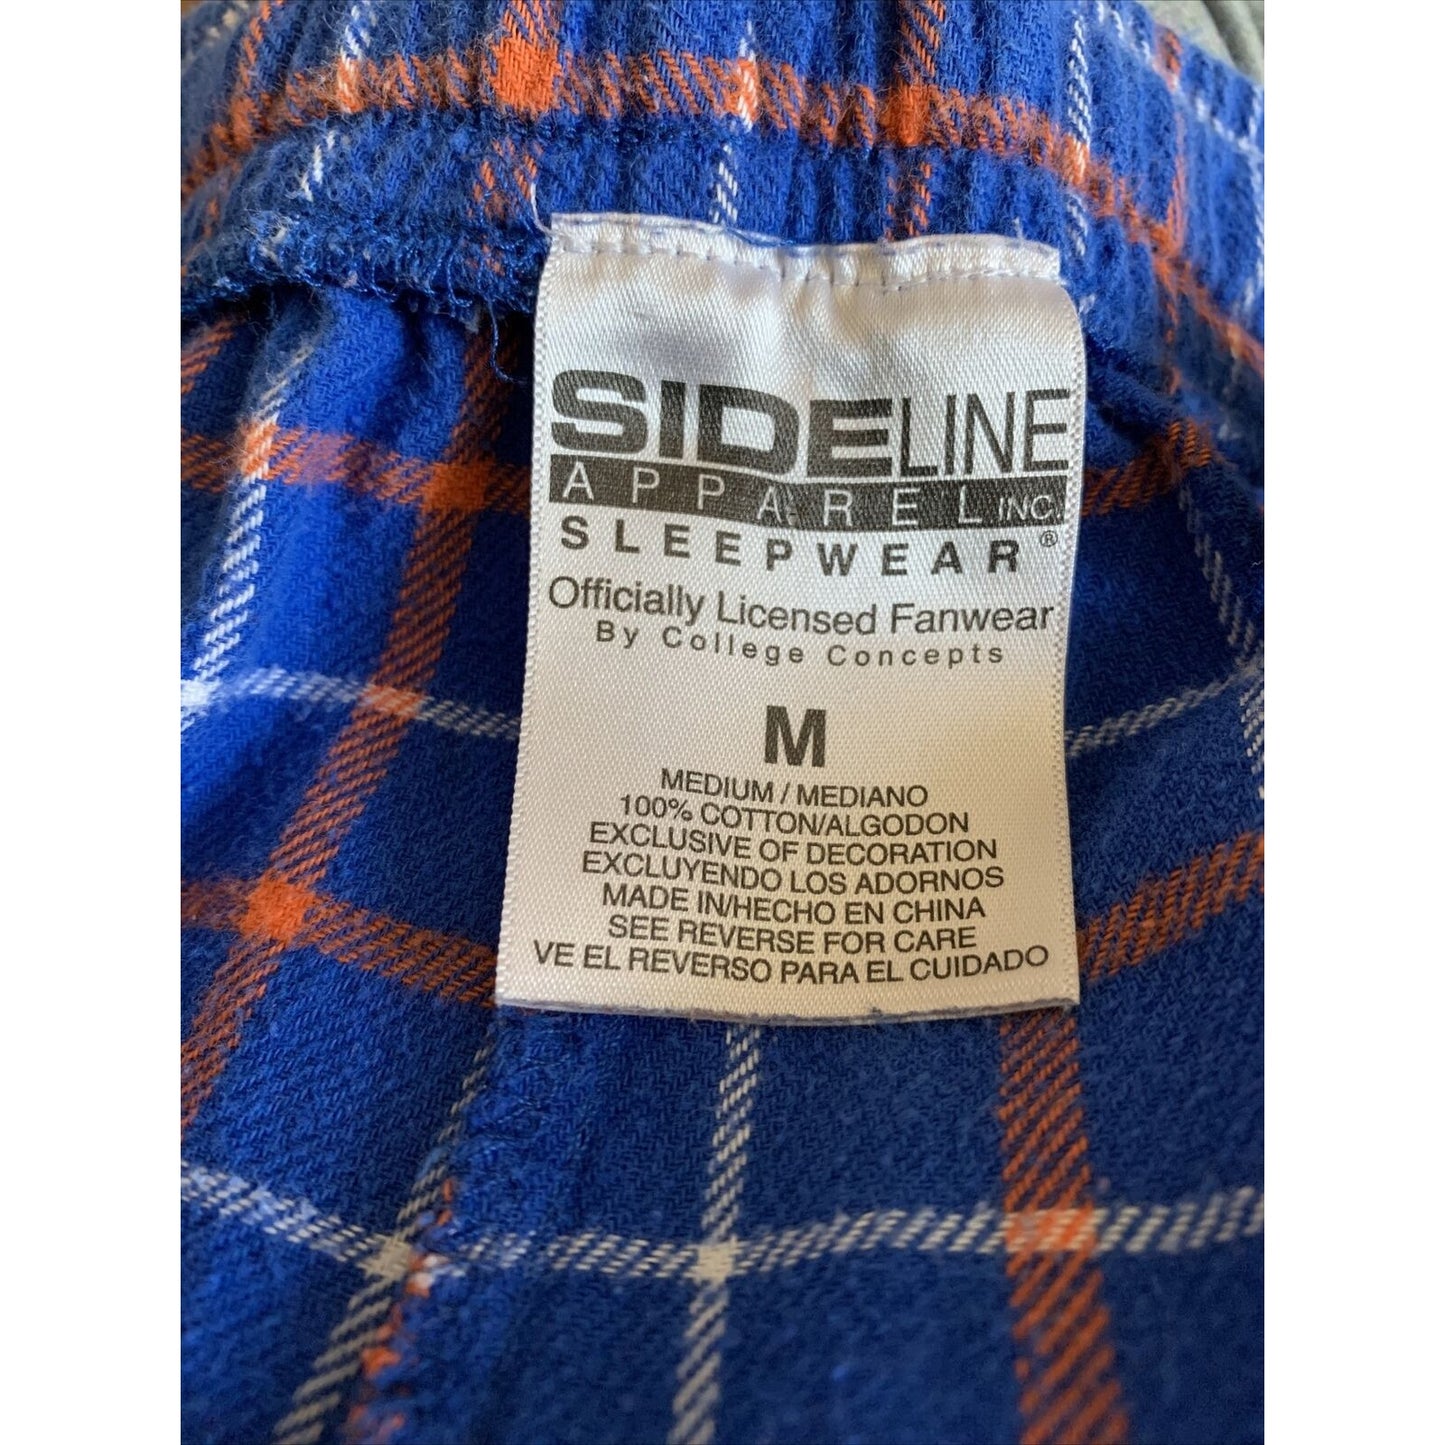 SIDELINE
APPAREL INC.
SLEEPWEAR®
Officially Licensed Fanwear
By College Concepts
M
MEDIUM / MEDIANO
100% COTTON/ALGODON
EXCLUSIVE OF DECORATION
EXCLUYENDO LOS ADORNOS
MADE IN/HECHO EN CHINA
SEE REVERSE FOR CARE
VE EL REVERSO PARA EL CUIDADO